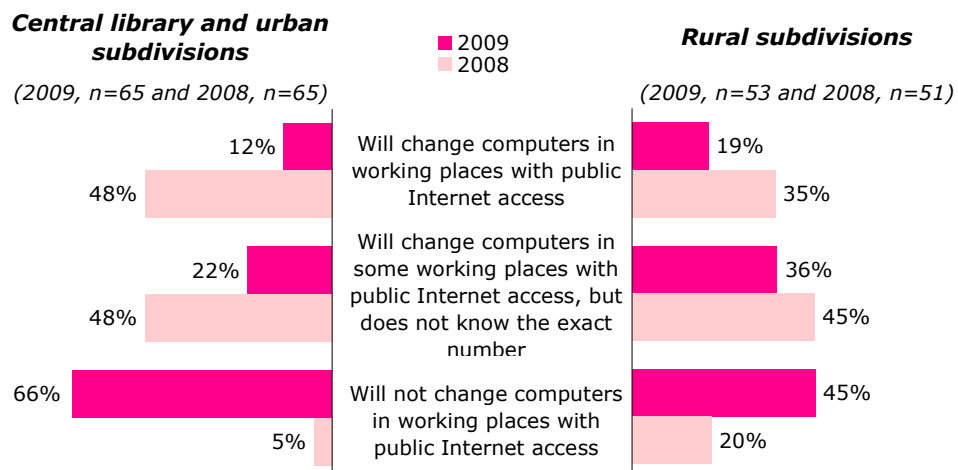 Central library and urban
subdivisions
(2009, n=65 and 2008, n=65)
2009
2008
Rural subdivisions
(2009, n=53 and 2008, n=51)
12%
48%
Will change computers in
working places with public
Internet access
19%
35%
22%
48%
Will change computers in
some working places with
public Internet access, but
does not know the exact
number
36%
45%
66%
5%
Will not change computers
in working places with
public Internet access
45%
20%